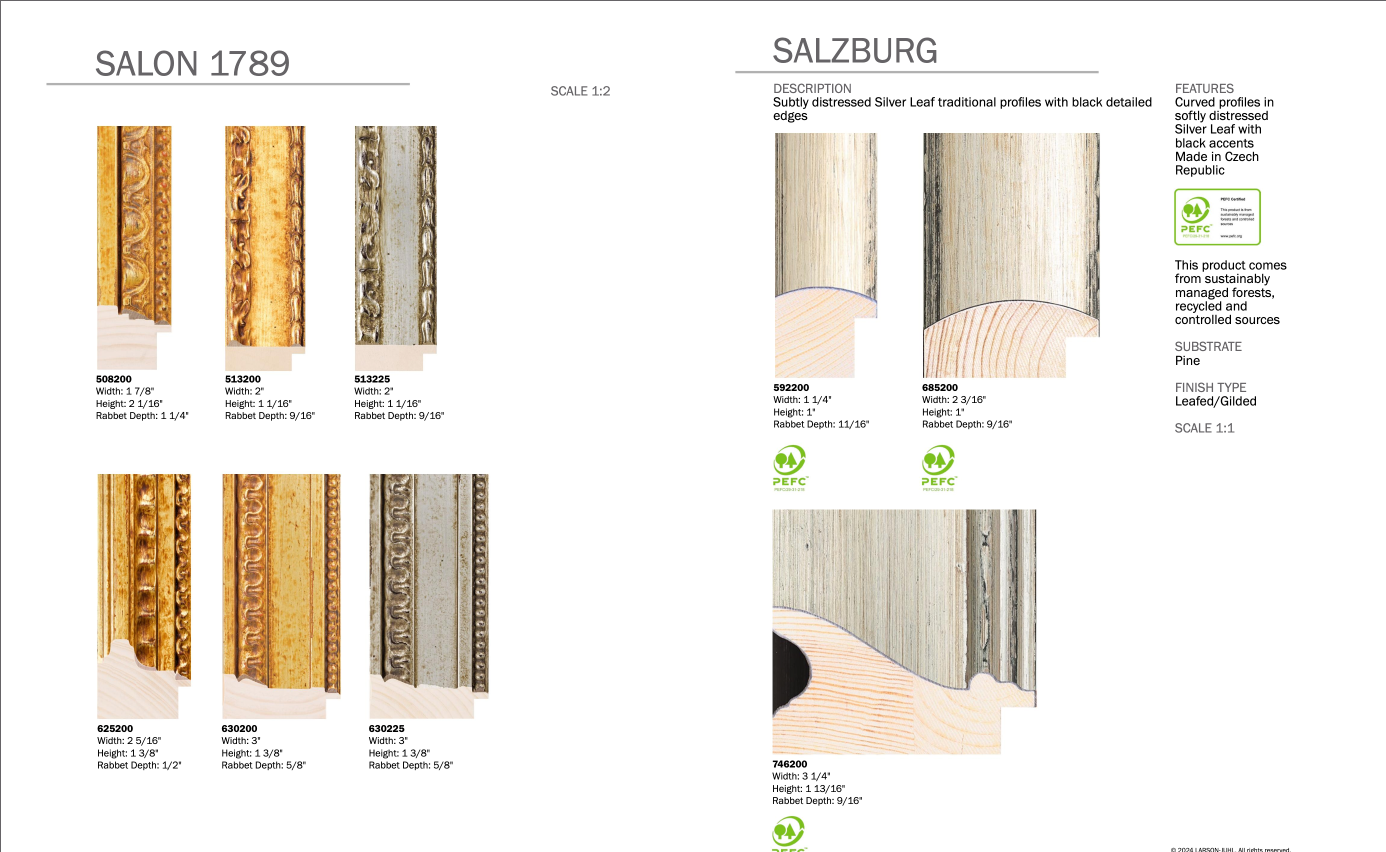 SALON 1789
SCALE 1:2
508200
Width: 1 7/8"
Height: 2 1/16"
Rabbet Depth: 1 1/4"
513200
Width: 2"
Height: 1 1/16"
Rabbet Depth: 9/16"
513225
Width: 2"
Height: 1 1/16"
Rabbet Depth: 9/16"
625200
Width: 2 5/16"
Height: 1 3/8"
Rabbet Depth: 1/2"
630200
Width: 3"
Height: 1 3/8"
Rabbet Depth: 5/8"
630225
Width: 3"
Height: 1 3/8"
Rabbet Depth: 5/8"
SALZBURG
DESCRIPTION
Subtly distressed Silver Leaf traditional profiles with black detailed
edges
592200
Width: 1 1/4"
Height: 1"
Rabbet Depth: 11/16"
PEFC
685200
Width: 2 3/16"
Height: 1"
Rabbet Depth: 9/16"
PEFC
746200
Width: 3 1/4"
Height: 1 13/16"
Rabbet Depth: 9/16"
PEFC
FEATURES
Curved profiles in
softly distressed
Silver Leaf with
black accents
Made in Czech
Republic
PEFC
PEFC Certified
This product is from
sustainably managed
forests and controlled
sources
www.pefc.org
This product comes
from sustainably
managed forests,
recycled and
controlled sources
SUBSTRATE
Pine
FINISH TYPE
Leafed/Gilded
SCALE 1:1
© 2024 LARSON-JUHL. All rights reserved.